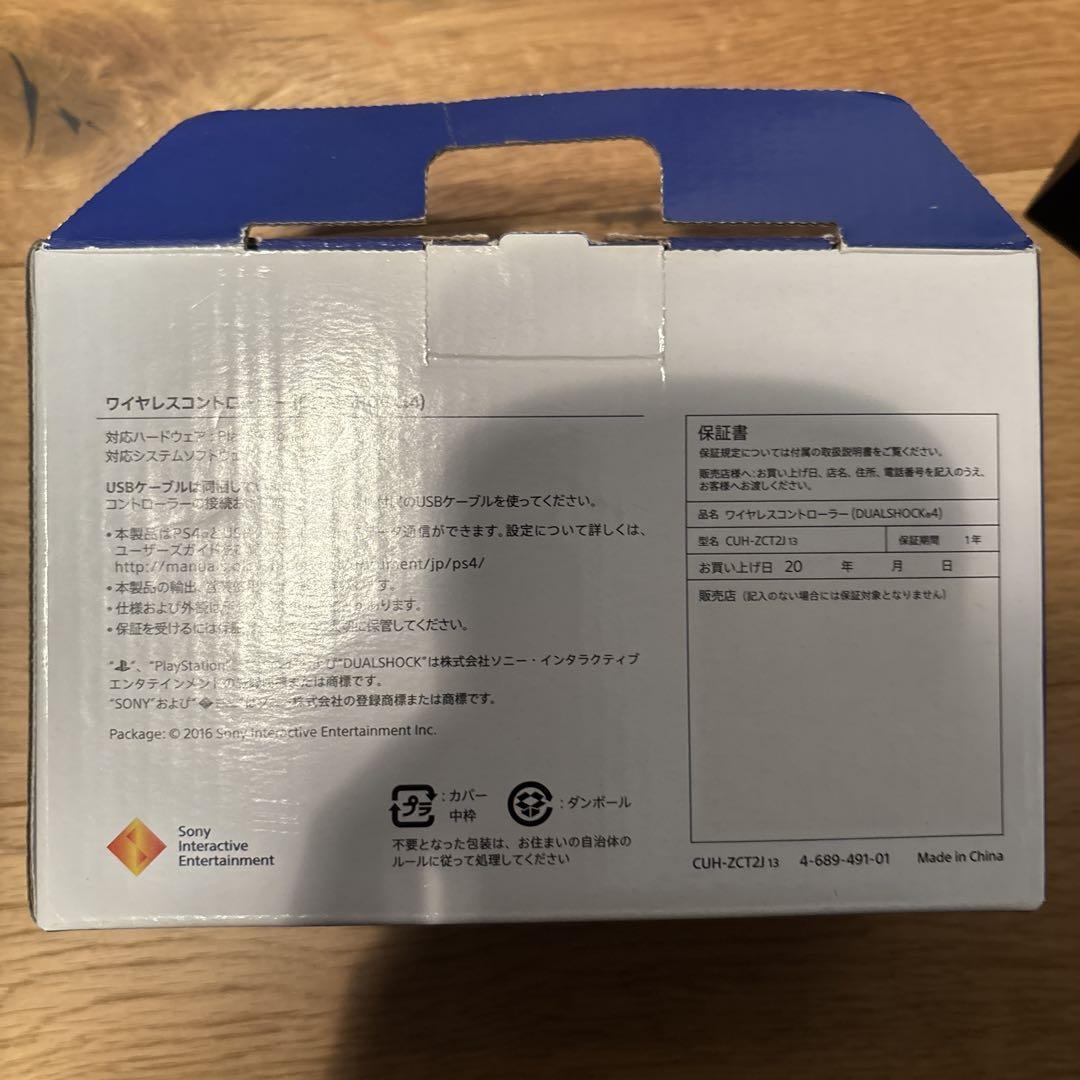 ワイヤレスコントロ
対応ハードウェア:
対応システムソフトウェ
USBケーブルは同梱して
コントローラーの接続 のUSBケーブルを使ってください。
•本製品はPS4 データ通信ができます。設定について詳しくは、
ユーザーズガイド
http://manua ment/jp/ps4/
•本製品の輸出、 す。
•仕様および外観は あります。
•保証を受けるには に保管してください。
"PlayStation" および"DUALSHOCK"は株式会社ソニー・インタラクティブ
エンタテインメントの または商標です。
"SONY"および 株式会社の登録商標または商標です。
Package: © 2016 Sony Interactive Entertainment Inc.
Sony
Interactive
Entertainment
プラ :カバー
中枠
:ダンボール
不要となった包装は、お住まいの自治体の
ルールに従って処理してください
保証書
保証規定については付属の取扱説明書をご覧ください。
販売店様へ:お買い上げ日、店名、住所、電話番号を記入のうえ、
お客様へお渡しください。
品名 ワイヤレスコントローラー(DUALSHOCK®4)
型名 CUH-ZCT2J 13 保証期間 1年
お買い上げ日 20 年 月 日
販売店 (記入のない場合には保証対象となりません)
CUH-ZCT2J 13 4-689-491-01 Made in China